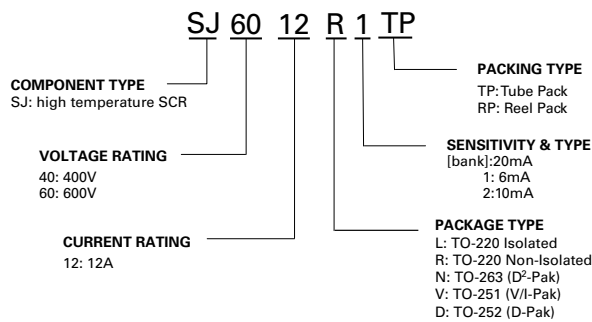 SJ 60 12 R 1 TP
COMPONENT TYPE
SJ: high temperature SCR
VOLTAGE RATING
40: 400V
60: 600V
CURRENT RATING
12: 12A
PACKING TYPE
TP: Tube Pack
RP: Reel Pack
SENSITIVITY & TYPE
[bank]:20mA
1: 6mA
2:10mA
PACKAGE TYPE
L: TO-220 Isolated
R: TO-220 Non-Isolated
N: TO-263 (D²-Pak)
V: TO-251 (V/I-Pak)
D: TO-252 (D-Pak)